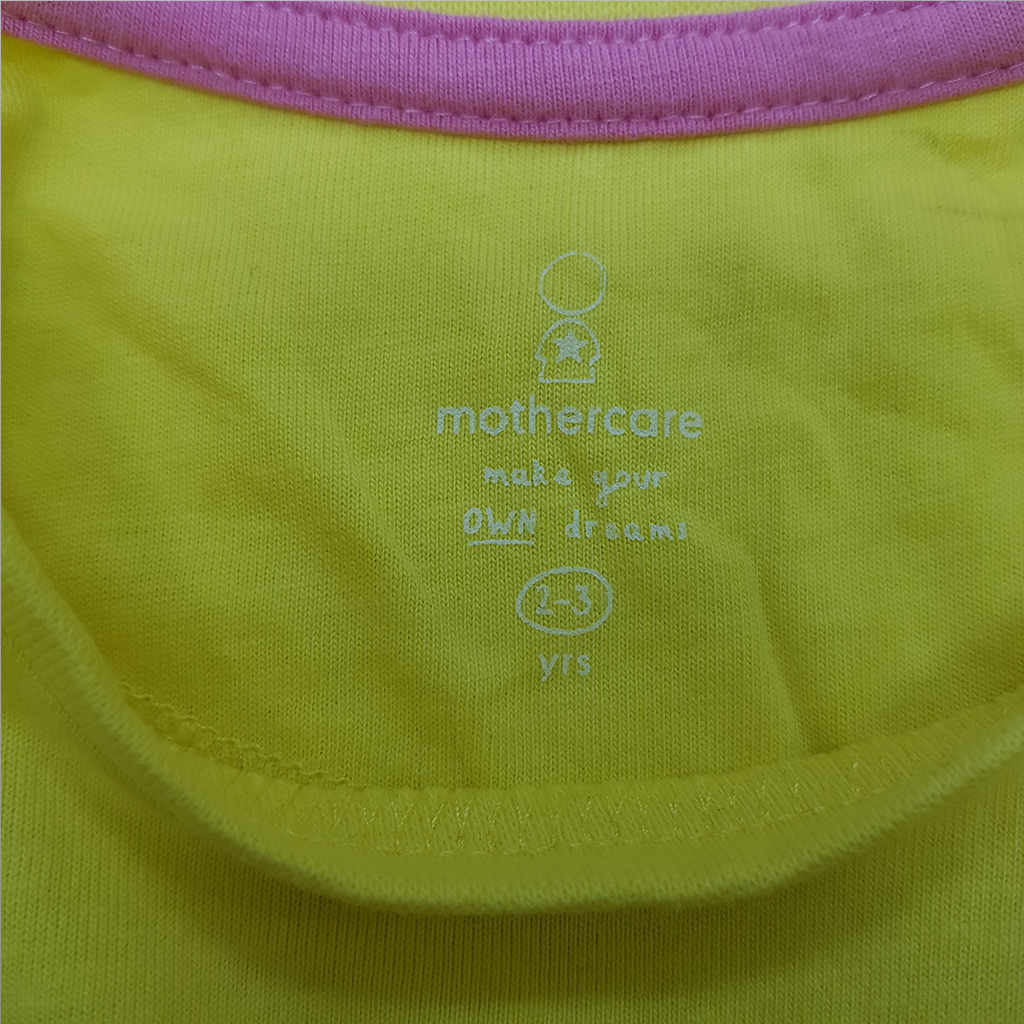 mothercare
make your
OWN dreams
2-3
yrs